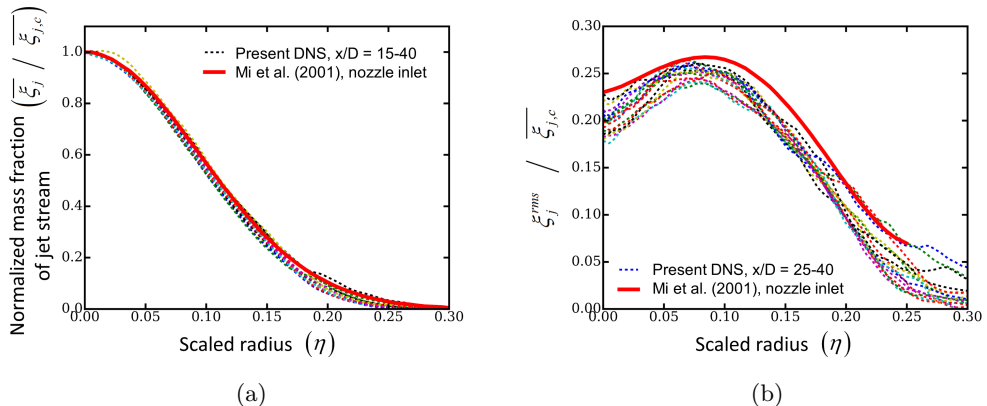 Normalized mass fraction
of jet stream
( ξ̅_j / ξ̅_{j,c} )
1.0
0.8
0.6
0.4
0.2
0.0
0.00 0.05 0.10 0.15 0.20 0.25 0.30
Present DNS, x/D = 15-40
Mi et al. (2001), nozzle inlet
Scaled radius (η)
(a)
ξ_j^{rms} / ξ̅_{j,c}
0.30
0.25
0.20
0.15
0.10
0.05
0.00
0.00 0.05 0.10 0.15 0.20 0.25 0.30
Present DNS, x/D = 25-40
Mi et al. (2001), nozzle inlet
Scaled radius (η)
(b)